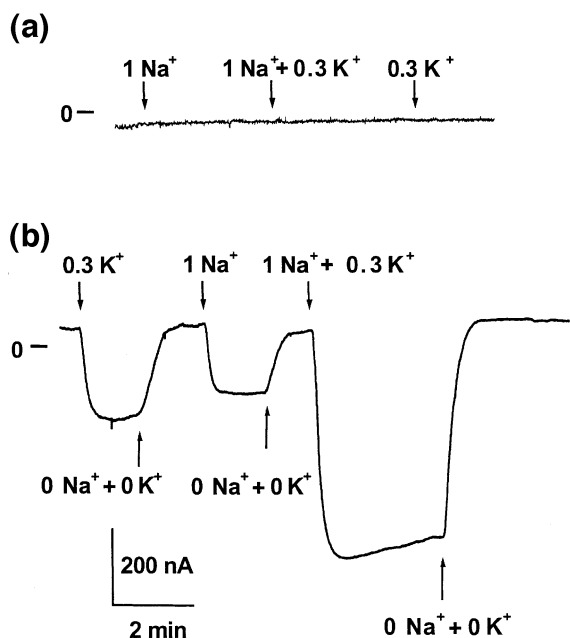 (a)
1 Na⁺ 1 Na⁺+ 0.3 K⁺ 0.3 K⁺
0
(b)
0.3 K⁺ 1 Na⁺ 1 Na⁺+ 0.3 K⁺
0
0 Na⁺+ 0 K⁺ 0 Na⁺+ 0 K⁺
200 nA
2 min 0 Na⁺+ 0 K⁺